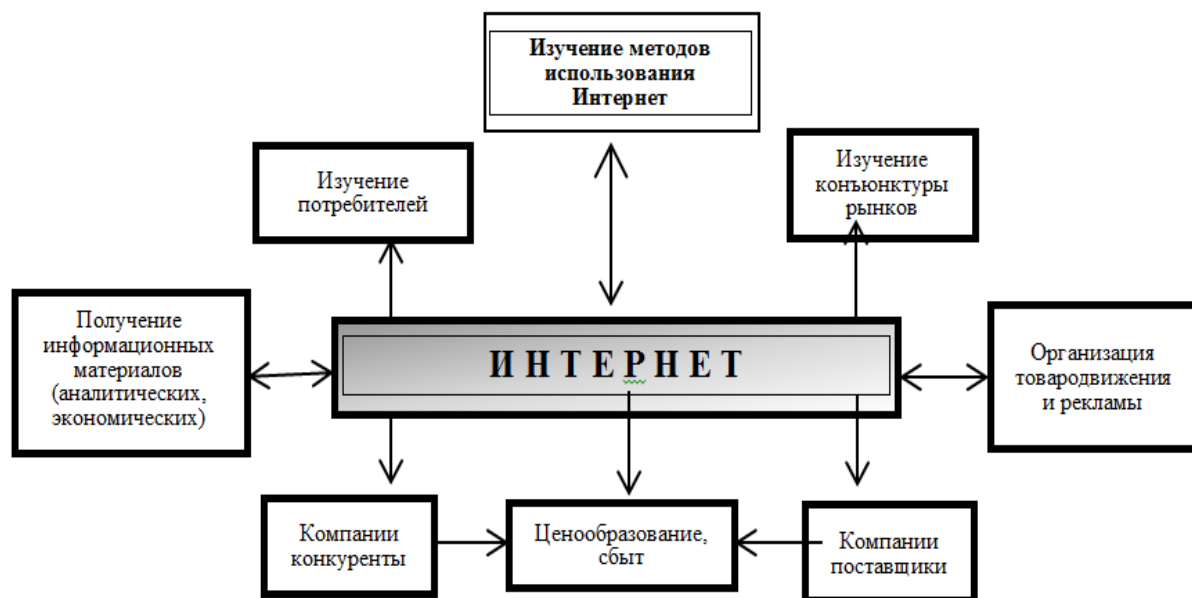 Изучение методов
использования
Интернет
Изучение
потребителей
Изучение
конъюнктуры
рынков
Получение
информационных
материалов
(аналитических,
экономических)
И Н Т Е Р Н Е Т
Организация
товародвижения
и рекламы
Компании
конкуренты
Ценообразование,
сбыт
Компании
поставщики